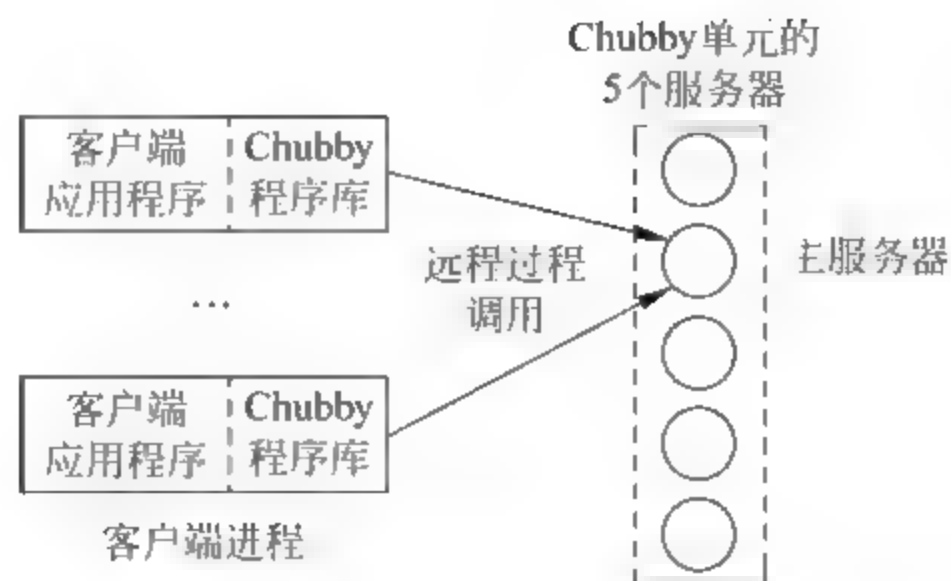 Chubby单元的
5个服务器
客户端
应用程序
Chubby
程序库
远程过程
调用
主服务器
...
客户端
应用程序
Chubby
程序库
客户端进程